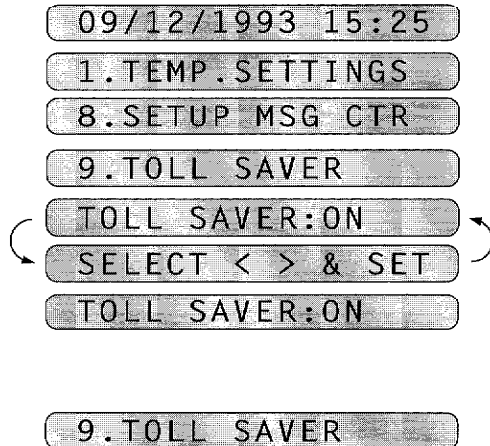 09/12/1993 15:25
1.TEMP.SETTINGS
8.SETUP MSG CTR
9.TOLL SAVER
TOLL SAVER:ON
SELECT < > & SET
TOLL SAVER:ON
9.TOLL SAVER